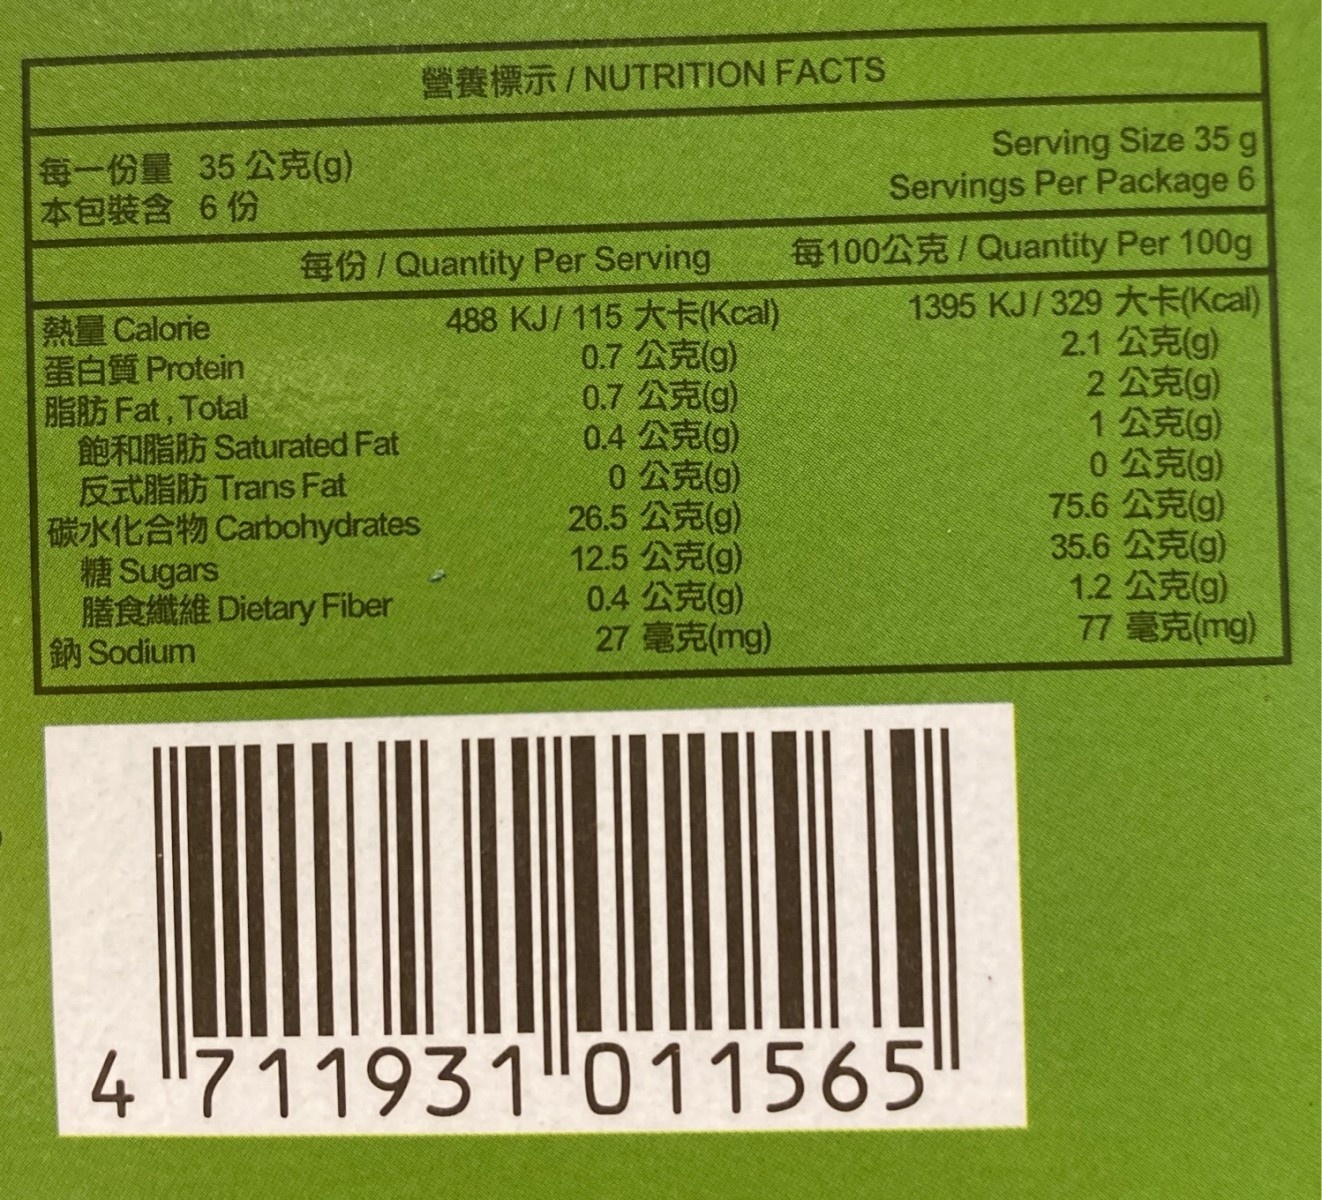 營養標示 / NUTRITION FACTS
每一份量 35 公克(g) Serving Size 35 g
本包裝含 6 份 Servings Per Package 6
每份 / Quantity Per Serving 每100公克 / Quantity Per 100g
熱量 Calorie 488 KJ / 115 大卡(Kcal) 1395 KJ / 329 大卡(Kcal)
蛋白質 Protein 0.7 公克(g) 2.1 公克(g)
脂肪 Fat , Total 0.7 公克(g) 2 公克(g)
飽和脂肪 Saturated Fat 0.4 公克(g) 1 公克(g)
反式脂肪 Trans Fat 0 公克(g) 0 公克(g)
碳水化合物 Carbohydrates 26.5 公克(g) 75.6 公克(g)
糖 Sugars 12.5 公克(g) 35.6 公克(g)
膳食纖維 Dietary Fiber 0.4 公克(g) 1.2 公克(g)
鈉 Sodium 27 毫克(mg) 77 毫克(mg)
4 711931 011565